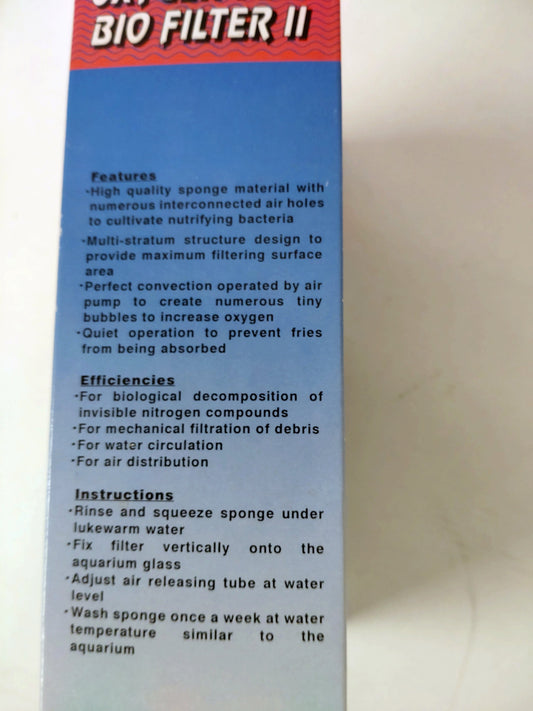 BIO FILTER II
Features
·High quality sponge material with
numerous interconnected air holes
to cultivate nutrifying bacteria
·Multi-stratum structure design to
provide maximum filtering surface
area
·Perfect convection operated by air
pump to create numerous tiny
bubbles to increase oxygen
·Quiet operation to prevent fries
from being absorbed
Efficiencies
·For biological decomposition of
invisible nitrogen compounds
·For mechanical filtration of debris
·For water circulation
·For air distribution
Instructions
·Rinse and squeeze sponge under
lukewarm water
·Fix filter vertically onto the
aquarium glass
·Adjust air releasing tube at water
level
·Wash sponge once a week at water
temperature similar to the
aquarium